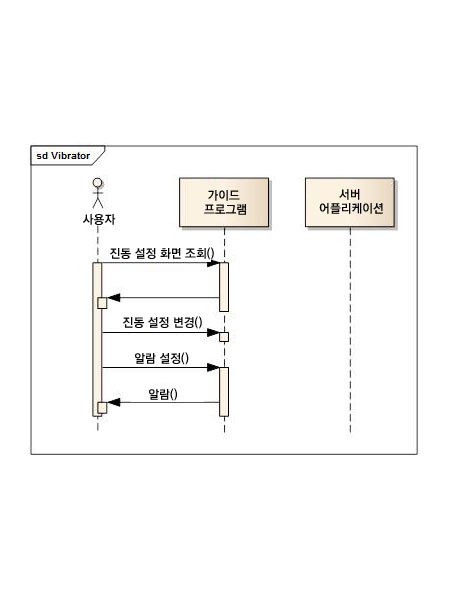 sd Vibrator
사용자
가이드
프로그램
서버
어플리케이션
진동 설정 화면 조회()
진동 설정 변경()
알람 설정()
알람()